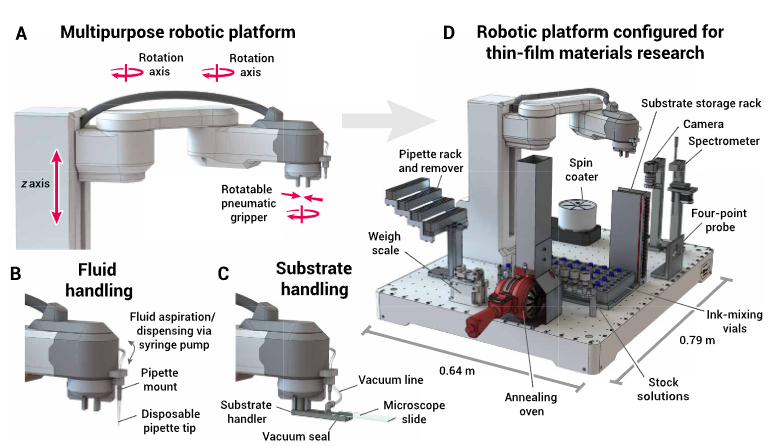 A Multipurpose robotic platform
Rotation
axis
Rotation
axis
z axis
Rotatable
pneumatic
gripper
B Fluid
handling
Fluid aspiration/
dispensing via
syringe pump
Pipette
mount
Disposable
pipette tip
C Substrate
handling
Vacuum line
Substrate
handler
Microscope
slide
Vacuum seal
D Robotic platform configured for
thin-film materials research
Substrate storage rack
Camera
Spectrometer
Pipette rack
and remover
Spin
coater
Four-point
probe
Weigh
scale
Ink-mixing
vials
0.79 m
0.64 m
Stock
solutions
Annealing
oven